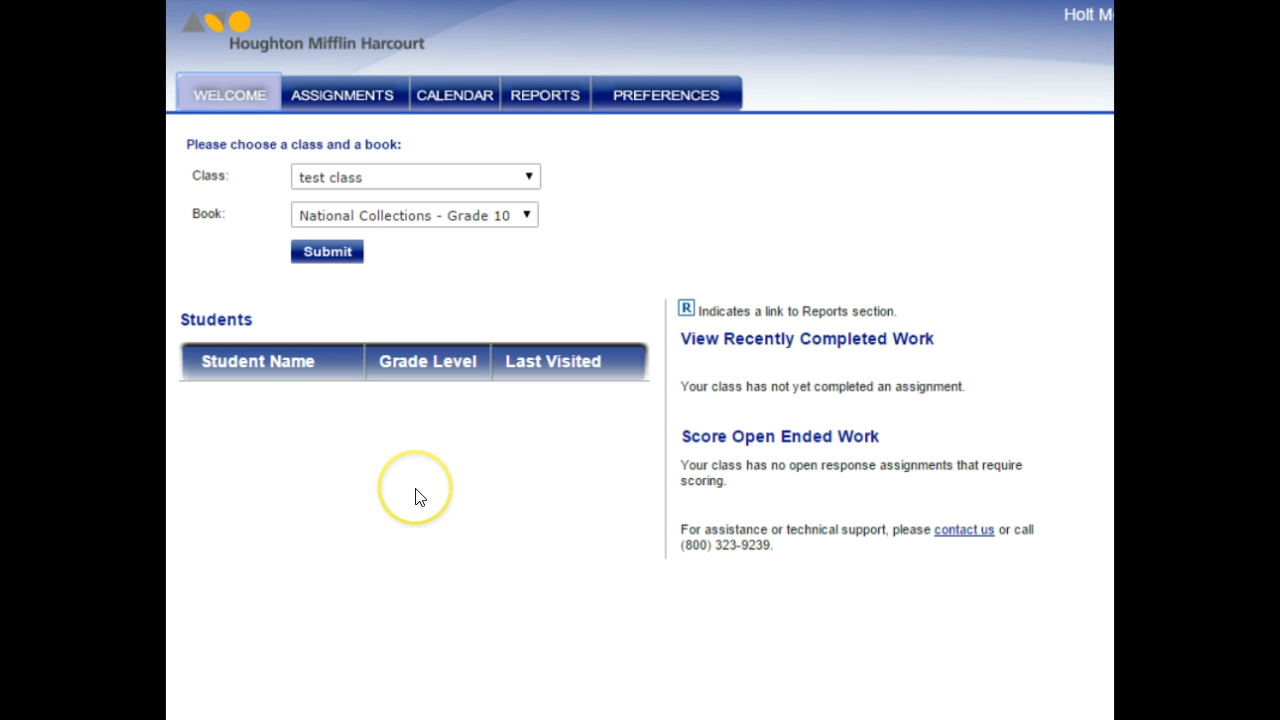 Holt M
Houghton Mifflin Harcourt
WELCOME ASSIGNMENTS CALENDAR REPORTS PREFERENCES
Please choose a class and a book:
Class: test class
Book: National Collections - Grade 10
Submit
Students
Student Name Grade Level Last Visited
R Indicates a link to Reports section.
View Recently Completed Work
Your class has not yet completed an assignment.
Score Open Ended Work
Your class has no open response assignments that require
scoring.
For assistance or technical support, please contact us or call
(800) 323-9239.